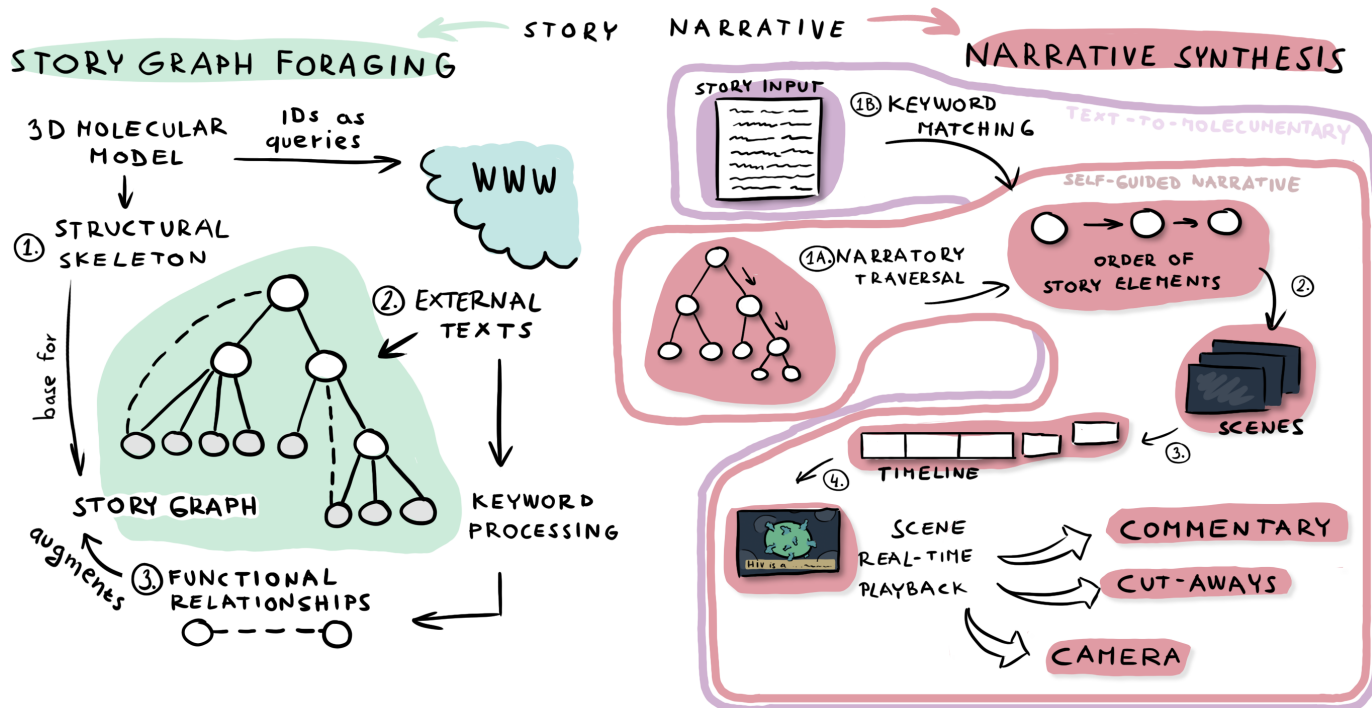 STORY
NARRATIVE
STORY GRAPH FORAGING
3D MOLECULAR
MODEL
IDs as
queries
WWW
1.
STRUCTURAL
SKELETON
2.
EXTERNAL
TEXTS
base for
STORY GRAPH
KEYWORD
PROCESSING
augments
3.
FUNCTIONAL
RELATIONSHIPS
NARRATIVE SYNTHESIS
STORY INPUT
1B.
KEYWORD
MATCHING
TEXT-TO-MOLECUMENTARY
SELF-GUIDED NARRATIVE
1A.
NARRATORY
TRAVERSAL
ORDER OF
STORY ELEMENTS
2.
SCENES
3.
TIMELINE
4.
HIV is a
SCENE
REAL-TIME
PLAYBACK
COMMENTARY
CUT-AWAYS
CAMERA